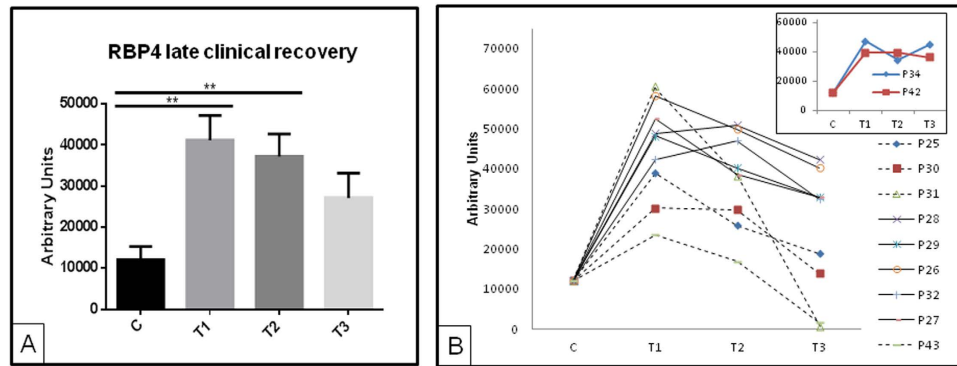 RBP4 late clinical recovery
**
**
Arbitrary Units
50000
40000
30000
20000
10000
0
C
T1
T2
T3
A
Arbitrary Units
70000
60000
50000
40000
30000
20000
10000
0
C
T1
T2
T3
B
60000
40000
20000
0
P34
P42
C
T1
T2
T3
P25
P30
P31
P28
P29
P26
P32
P27
P43